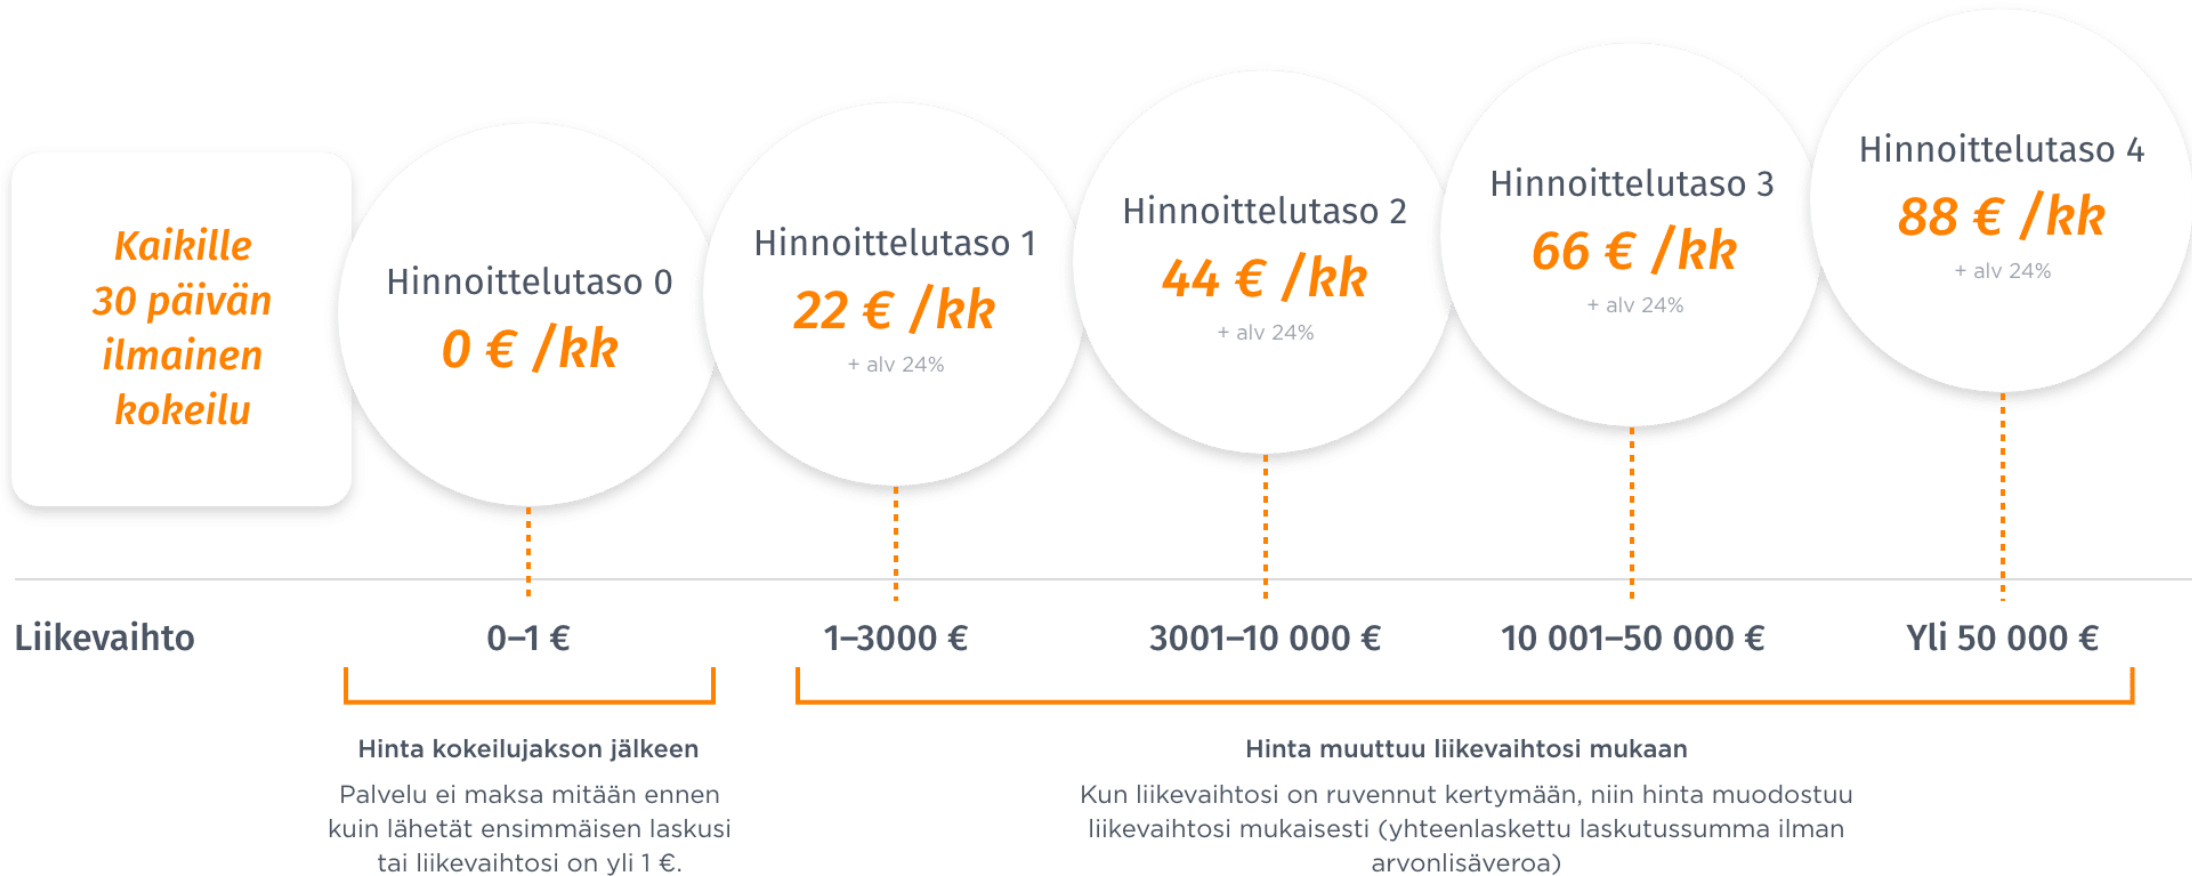 Kaikille
30 päivän
ilmainen
kokeilu
Hinnoittelutaso 0
0 € /kk
Hinnoittelutaso 1
22 € /kk
+ alv 24%
Hinnoittelutaso 2
44 € /kk
+ alv 24%
Hinnoittelutaso 3
66 € /kk
+ alv 24%
Hinnoittelutaso 4
88 € /kk
+ alv 24%
Liikevaihto
0–1 €
1–3000 €
3001–10 000 €
10 001–50 000 €
Yli 50 000 €
Hinta kokeilujakson jälkeen
Palvelu ei maksa mitään ennen
kuin lähetät ensimmäisen laskusi
tai liikevaihtosi on yli 1 €.
Hinta muuttuu liikevaihtosi mukaan
Kun liikevaihtosi on ruvennut kertymään, niin hinta muodostuu
liikevaihtosi mukaisesti (yhteenlaskettu laskutussumma ilman
arvonlisäveroa)